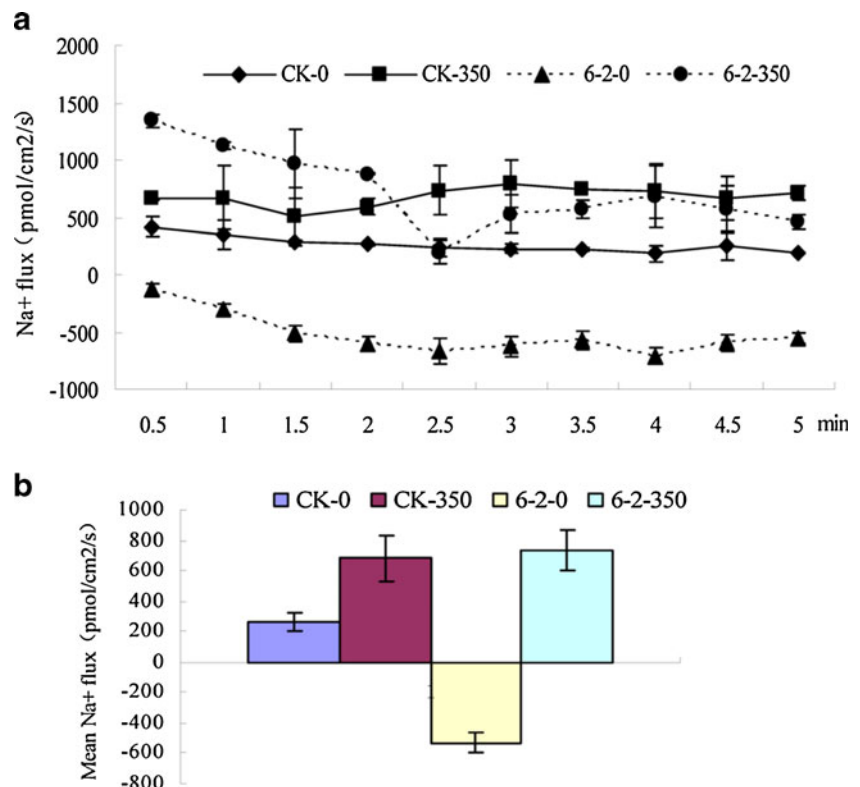 a
2000
1500
1000
500
0
-500
-1000
Na+ flux ( pmol/cm2/s)
CK-0 CK-350 6-2-0 6-2-350
0.5 1 1.5 2 2.5 3 3.5 4 4.5 5 min
b
CK-0 CK-350 6-2-0 6-2-350
1000
800
600
400
200
0
-200
-400
-600
-800
Mean Na+ flux (pmol/cm2/s)